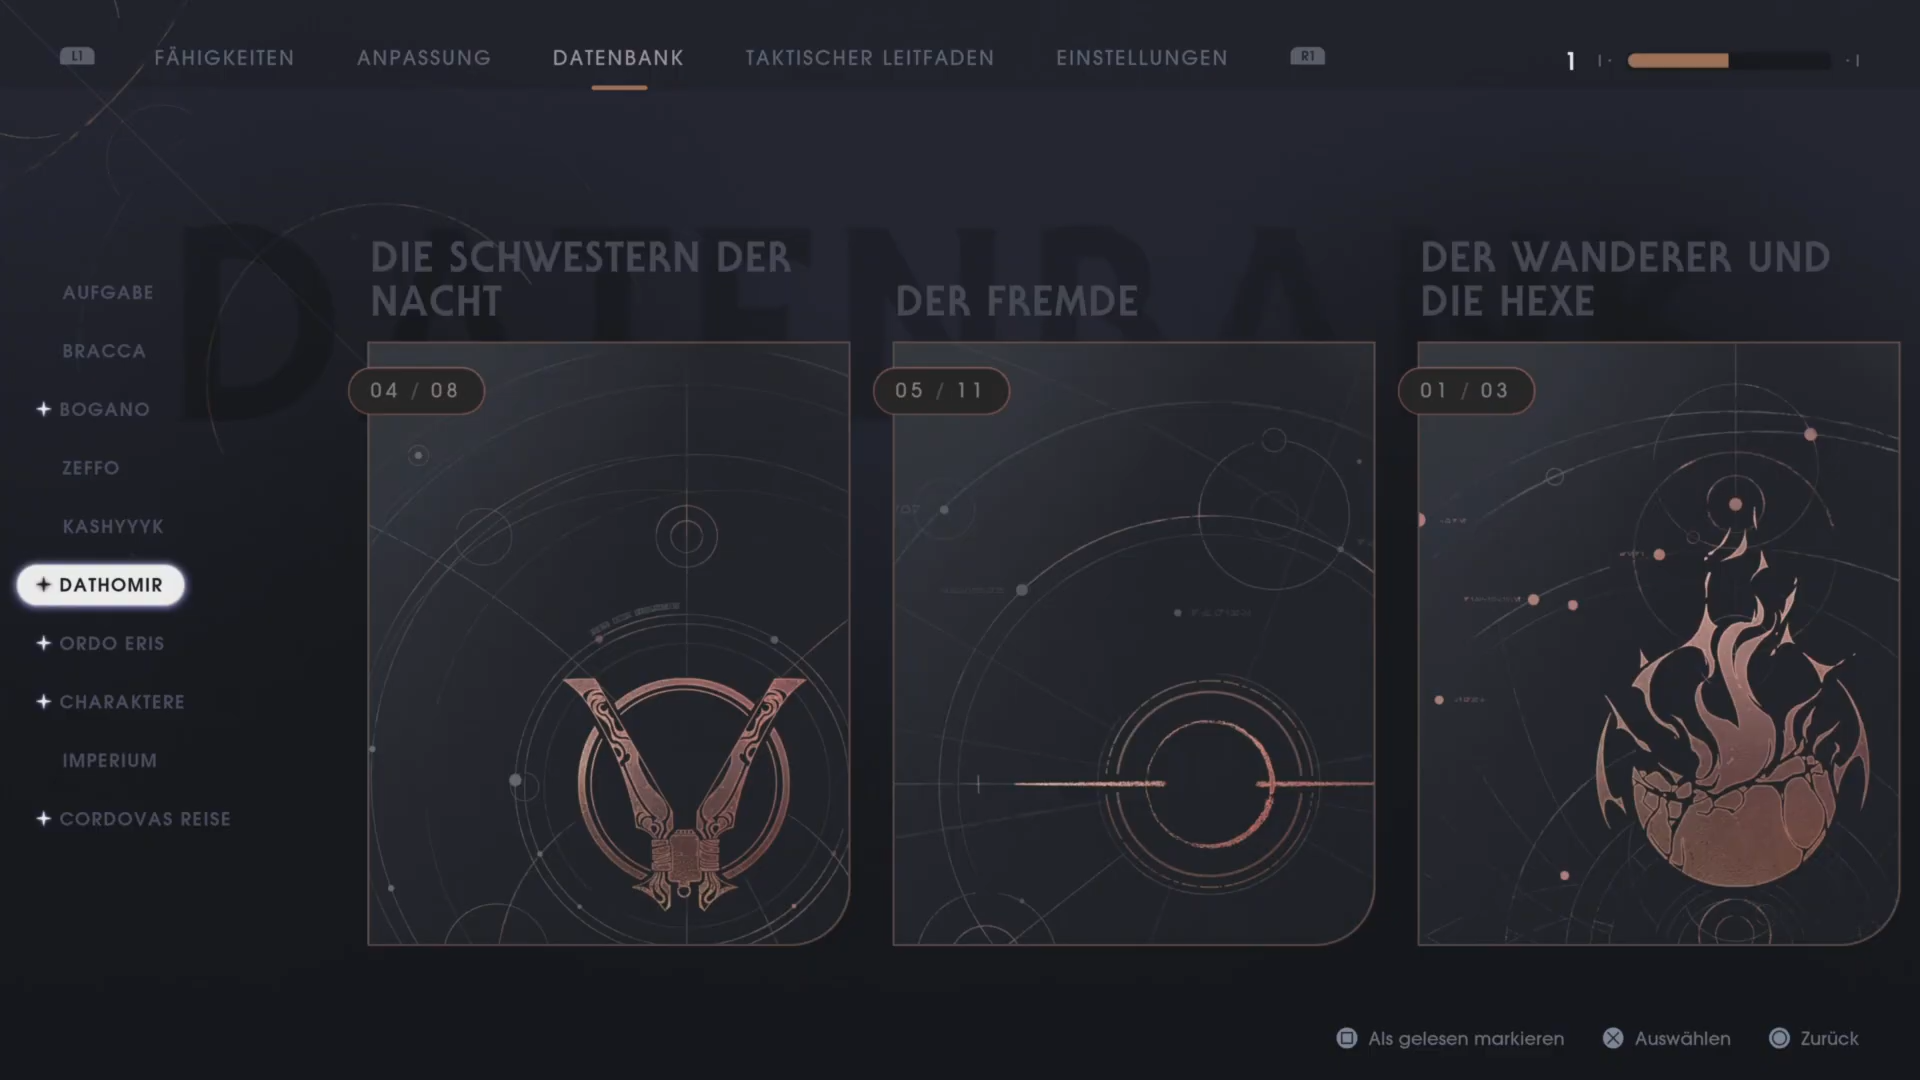 L1
FÄHIGKEITEN
ANPASSUNG
DATENBANK
TAKTISCHER LEITFADEN
EINSTELLUNGEN
R1
1
DATENBANK
AUFGABE
BRACCA
BOGANO
ZEFFO
KASHYYYK
DATHOMIR
ORDO ERIS
CHARAKTERE
IMPERIUM
CORDOVAS REISE
DIE SCHWESTERN DER
NACHT
04 / 08
DER FREMDE
05 / 11
DER WANDERER UND
DIE HEXE
01 / 03
Als gelesen markieren
Auswählen
Zurück